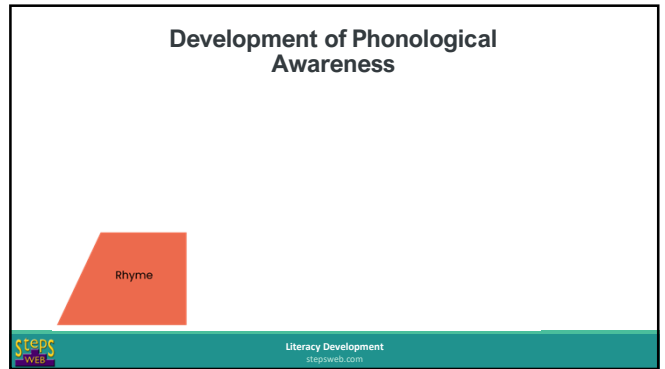 Development of Phonological
Awareness
Rhyme
steps
WEB
Literacy Development
stepsweb.com